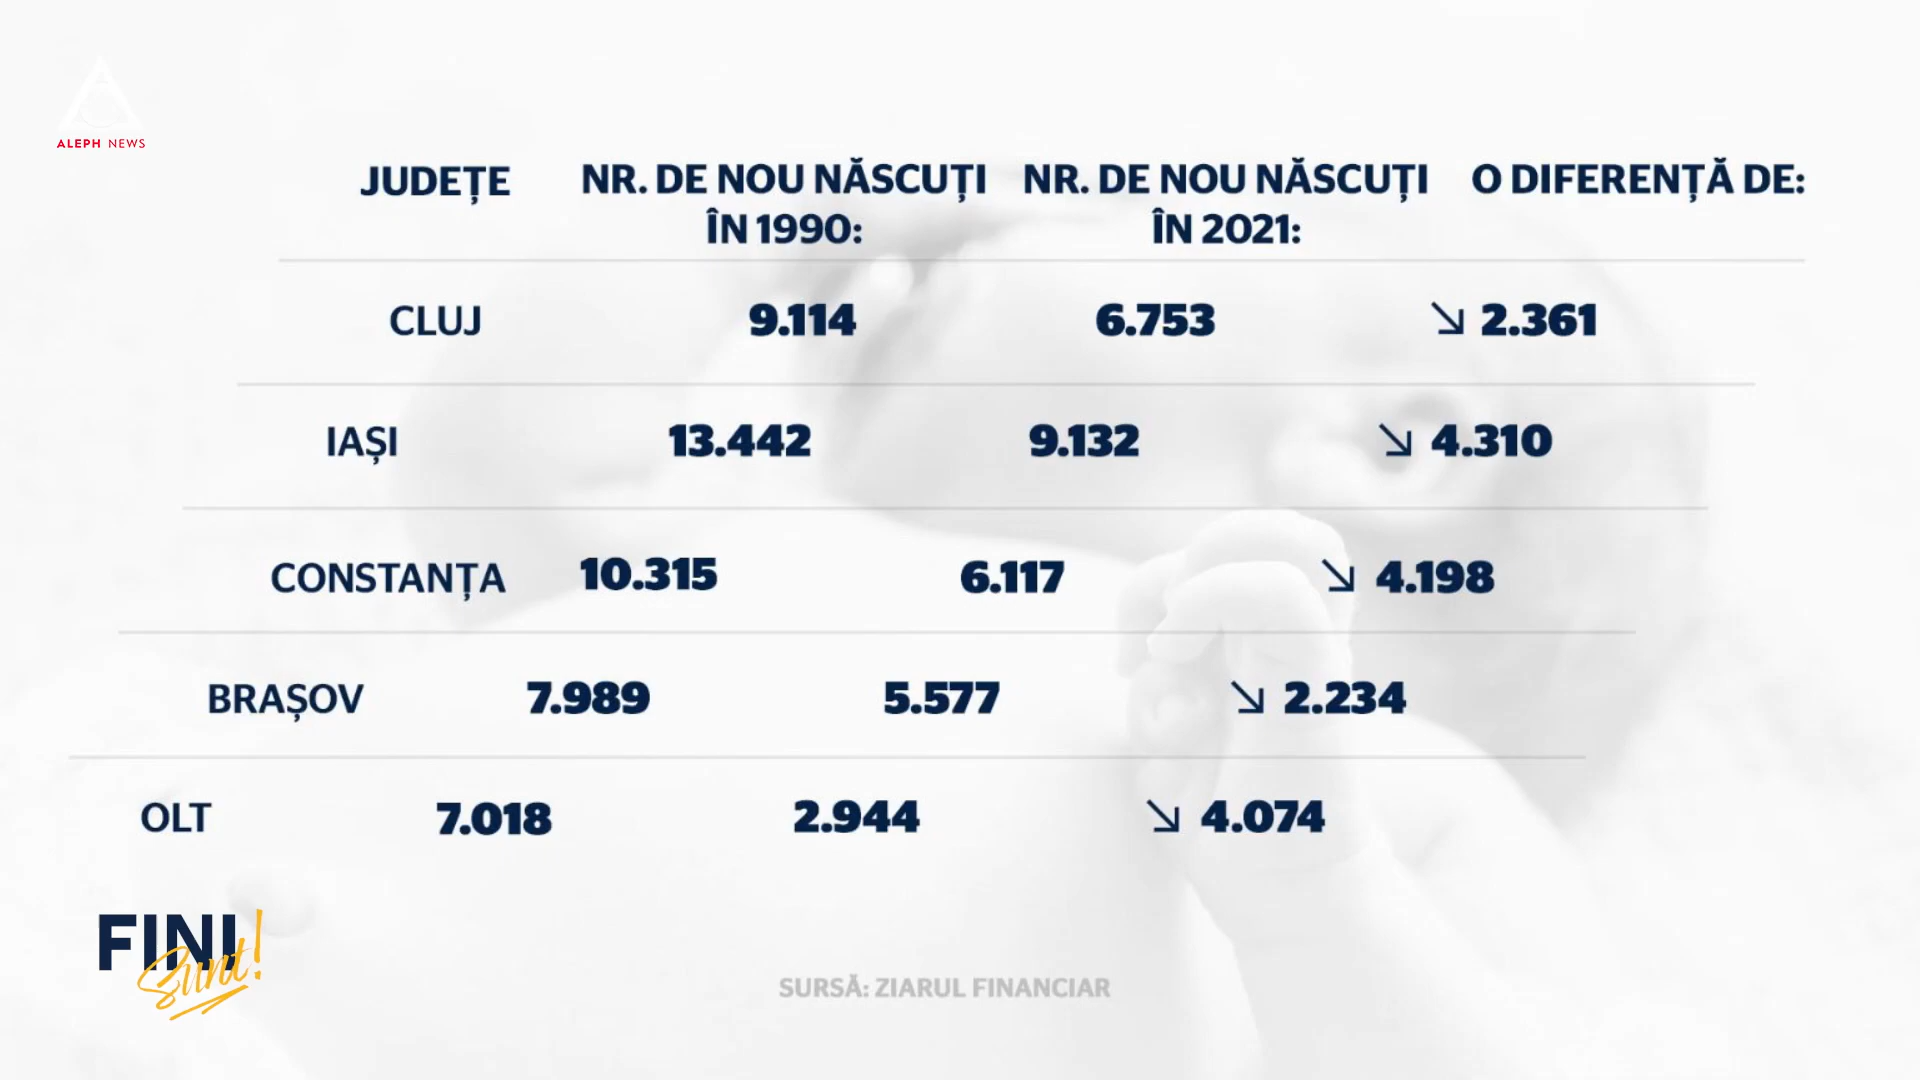 ALEPH NEWS
JUDEȚE NR. DE NOU NĂSCUȚI ÎN 1990: NR. DE NOU NĂSCUȚI ÎN 2021: O DIFERENȚĂ DE:
CLUJ 9.114 6.753 ↘ 2.361
IAȘI 13.442 9.132 ↘ 4.310
CONSTANȚA 10.315 6.117 ↘ 4.198
BRAȘOV 7.989 5.577 ↘ 2.234
OLT 7.018 2.944 ↘ 4.074
FINI
Sunt!
SURSĂ: ZIARUL FINANCIAR